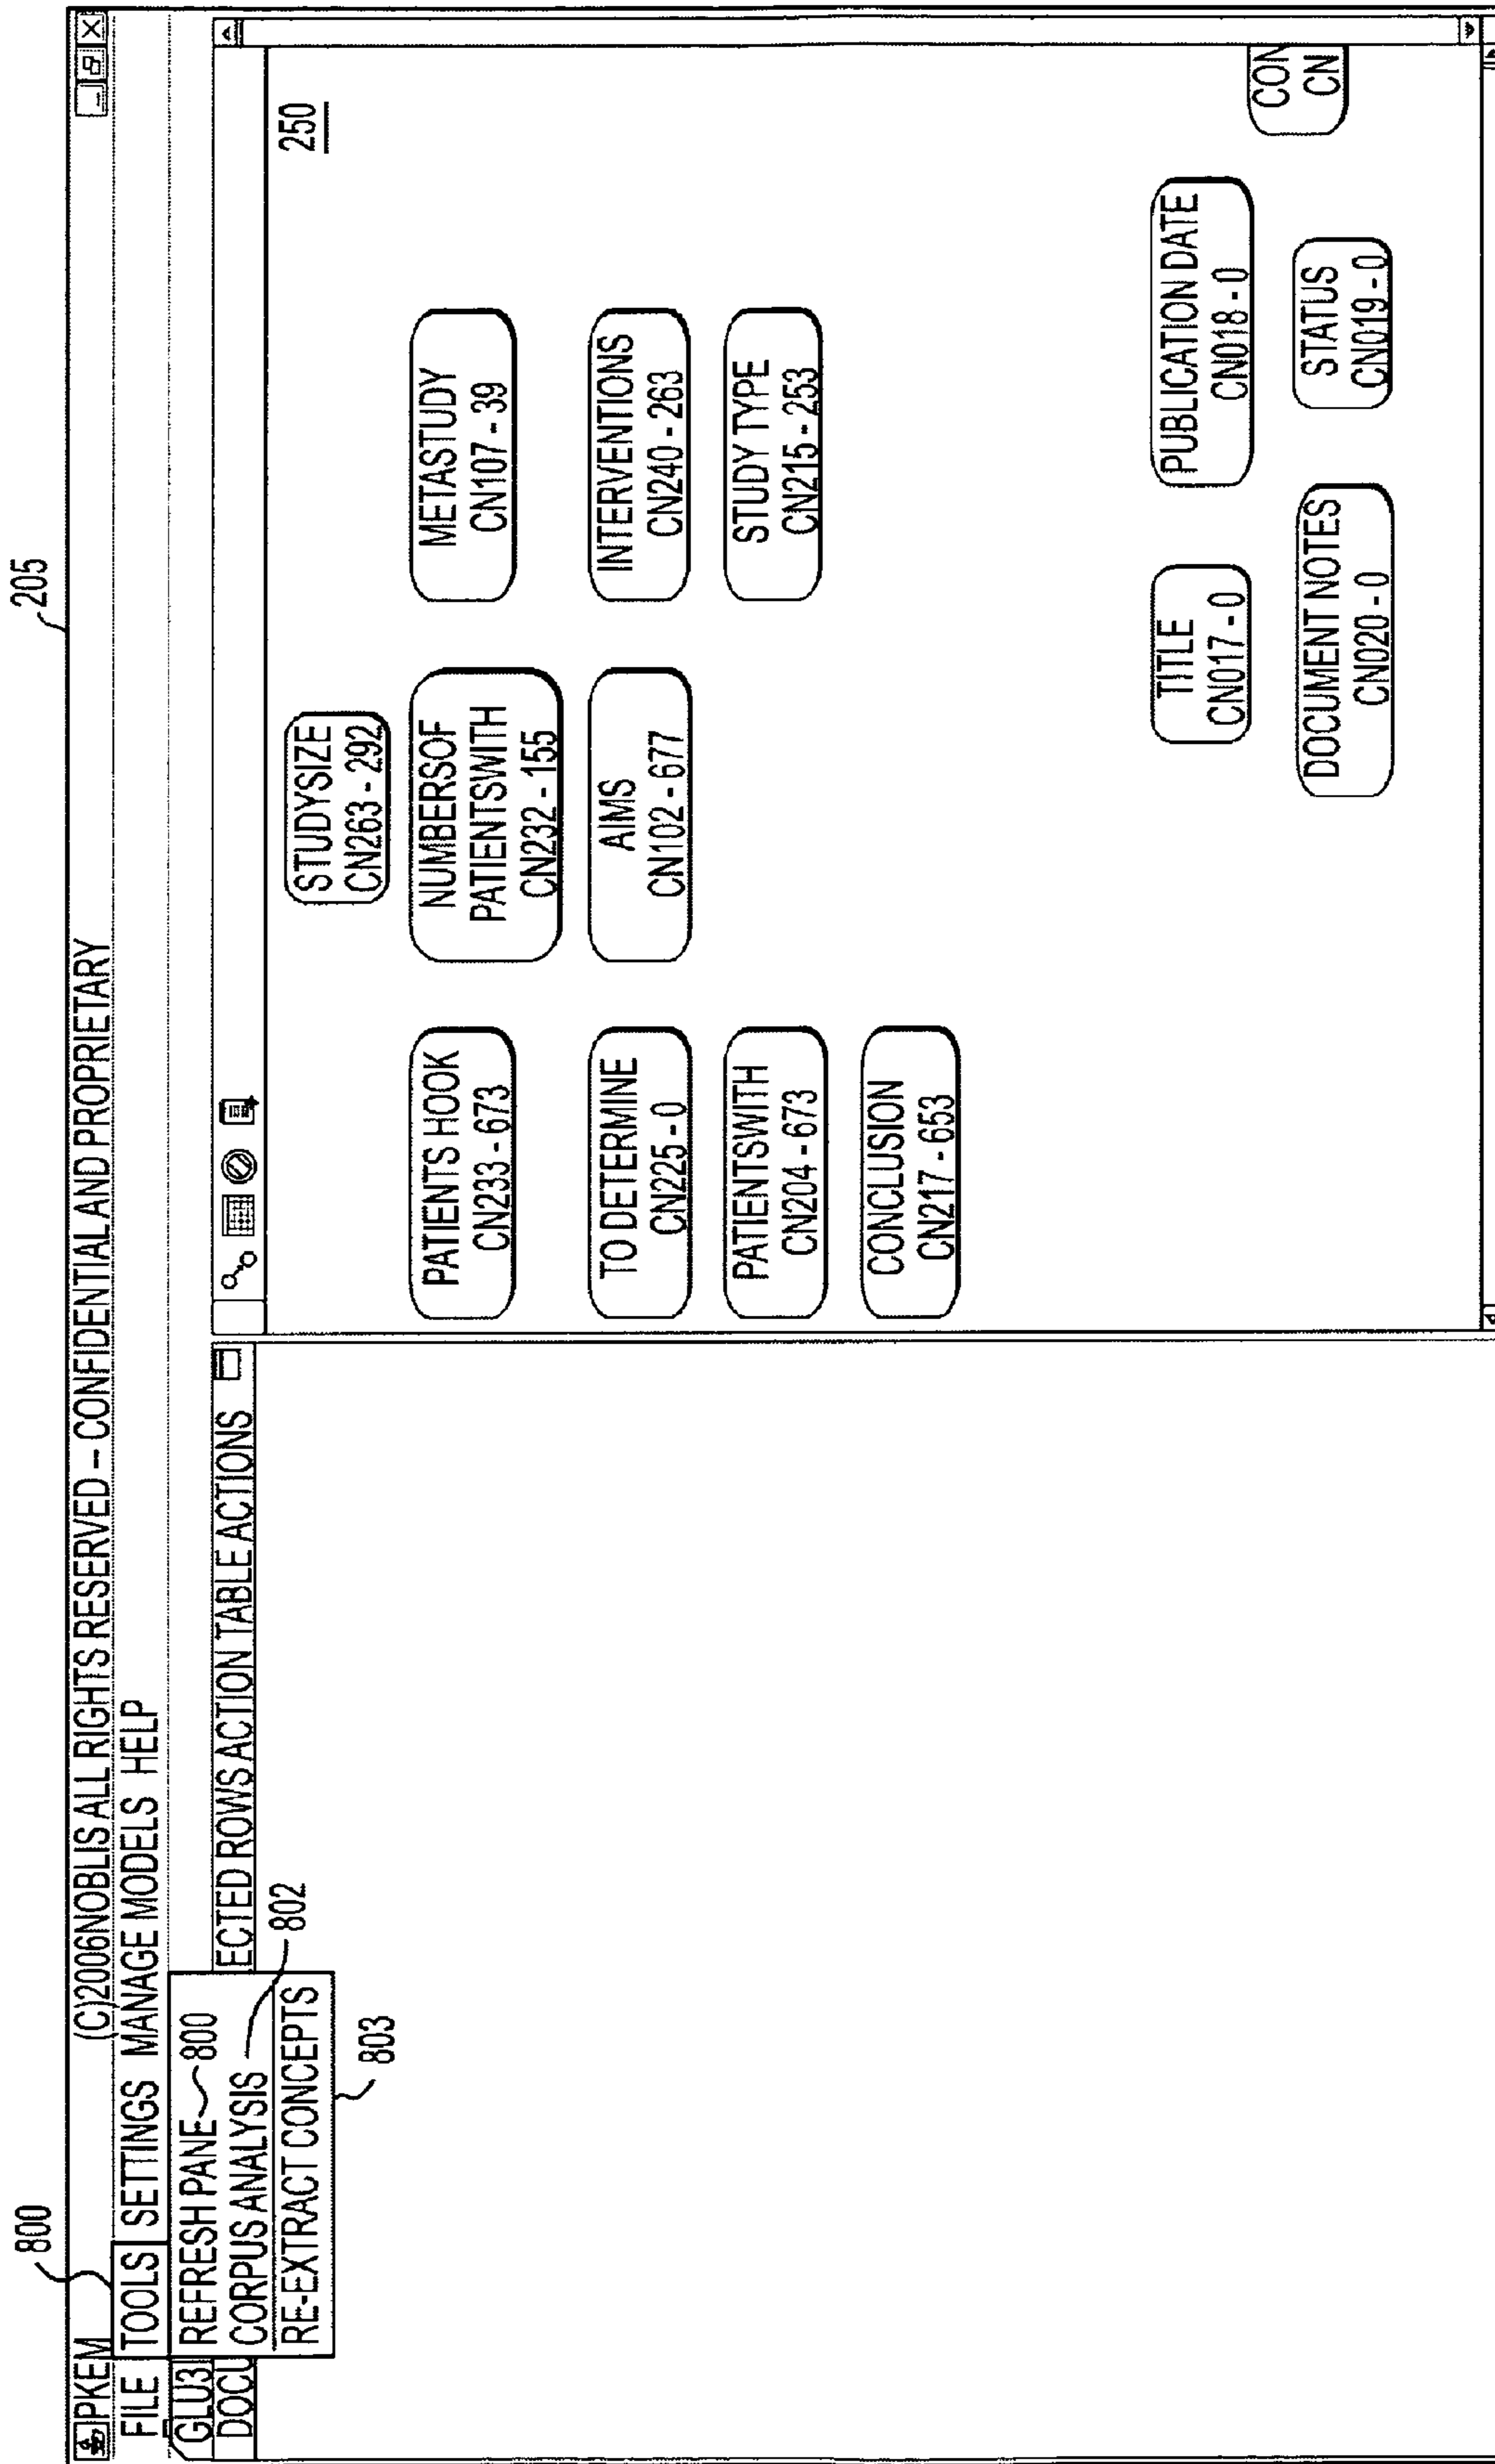 205
800
PKEM (C)2006NOBLIS ALL RIGHTS RESERVED -- CONFIDENTIAL AND PROPRIETARY
FILE TOOLS SETTINGS MANAGE MODELS HELP
GLU3
REFRESH PANE 800
DOCU
CORPUS ANALYSIS
ECTED ROWS ACTION TABLE ACTIONS
802
RE-EXTRACT CONCEPTS
803
250
STUDYSIZE
CN263 - 292
PATIENTS HOOK
CN233 - 673
NUMBERSOF
PATIENTSWITH
CN232 - 155
METASTUDY
CN107 - 39
TO DETERMINE
CN225 - 0
AIMS
CN102 - 677
INTERVENTIONS
CN240 - 263
PATIENTSWITH
CN204 - 673
STUDY TYPE
CN215 - 253
CONCLUSION
CN217 - 653
TITLE
CN017 - 0
PUBLICATION DATE
CN018 - 0
CON
CN
DOCUMENT NOTES
CN020 - 0
STATUS
CN019 - 0